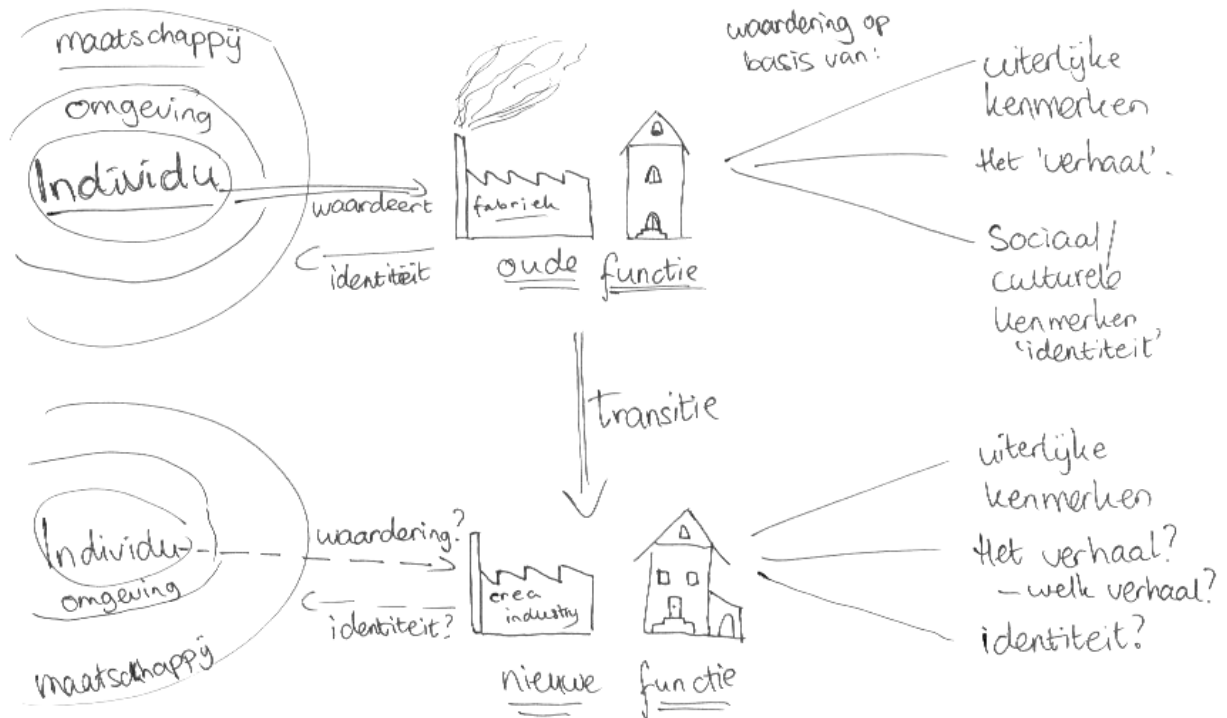 maatschappij
omgeving
Individu
waardeert
identiteit
fabriek
oude functie
waardering op
basis van:
uiterlijke
kenmerken
Het 'verhaal'.
Sociaal/
culturele
kenmerken
'identiteit'
transitie
Individu
omgeving
maatschappij
waardering?
identiteit?
crea
industry
nieuwe functie
uiterlijke
kenmerken
Het verhaal?
– welk verhaal?
identiteit?